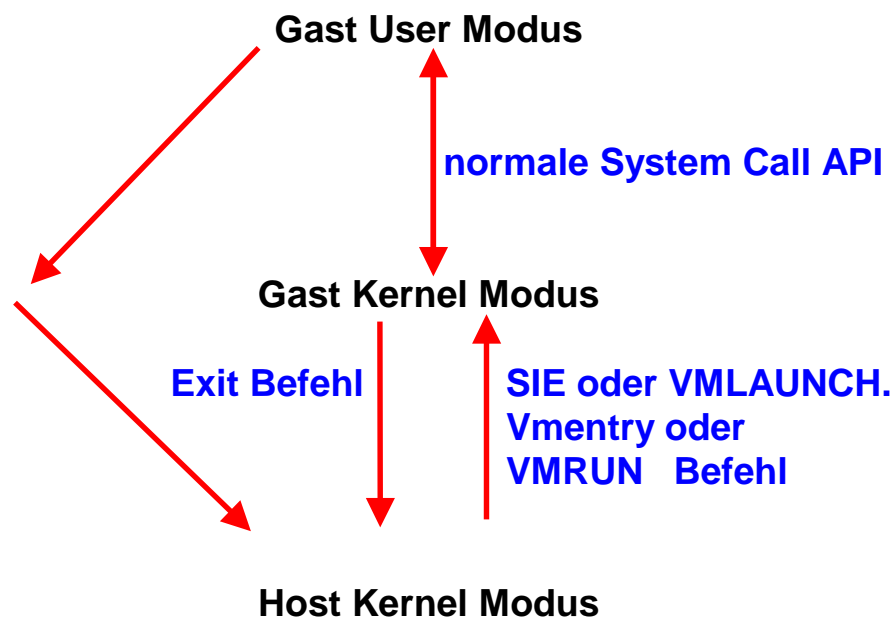 Gast User Modus
normale System Call API
Gast Kernel Modus
Exit Befehl
SIE oder VMLAUNCH.
Vmentry oder
VMRUN Befehl
Host Kernel Modus